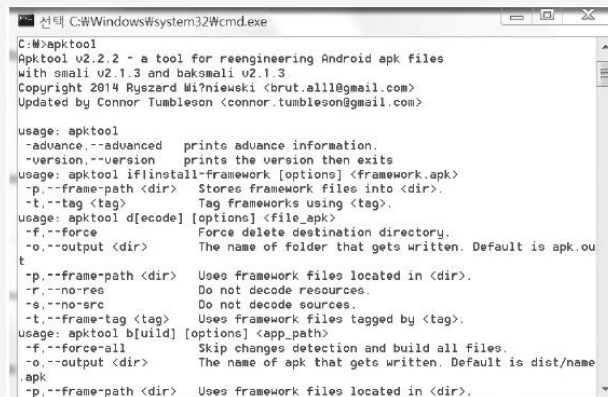 선택 C:₩Windows₩system32₩cmd.exe
C:₩>apktool
Apktool v2.2.2 - a tool for reengineering Android apk files
with smali v2.1.3 and baksmali v2.1.3
Copyright 2014 Ryszard Wi?niewski <brut.alll@gmail.com>
Updated by Connor Tumbleson <connor.tumbleson@gmail.com>
usage: apktool
-advance,--advanced prints advance information.
-version,--version prints the version then exits
usage: apktool if|install-framework [options] <framework.apk>
-p,--frame-path <dir> Stores framework files into <dir>.
-t,--tag <tag> Tag frameworks using <tag>.
usage: apktool d[ecode] [options] <file_apk>
-f,--force Force delete destination directory.
-o,--output <dir> The name of folder that gets written. Default is apk.ou
t
-p,--frame-path <dir> Uses framework files located in <dir>.
-r,--no-res Do not decode resources.
-s,--no-src Do not decode sources.
-t,--frame-tag <tag> Uses framework files tagged by <tag>.
usage: apktool b[uild] [options] <app_path>
-f,--force-all Skip changes detection and build all files.
-o,--output <dir> The name of apk that gets written. Default is dist/name
.apk
-p,--frame-path <dir> Uses framework files located in <dir>.